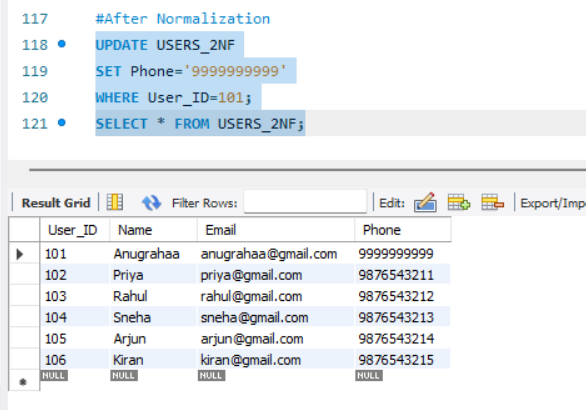 117 #After Normalization
118 UPDATE USERS_2NF
119 SET Phone='9999999999'
120 WHERE User_ID=101;
121 SELECT * FROM USERS_2NF;
Result Grid Filter Rows: Edit: Export/Imp
User_ID Name Email Phone
101 Anugrahaa anugrahaa@gmail.com 9999999999
102 Priya priya@gmail.com 9876543211
103 Rahul rahul@gmail.com 9876543212
104 Sneha sneha@gmail.com 9876543213
105 Arjun arjun@gmail.com 9876543214
106 Kiran kiran@gmail.com 9876543215
NULL NULL NULL NULL